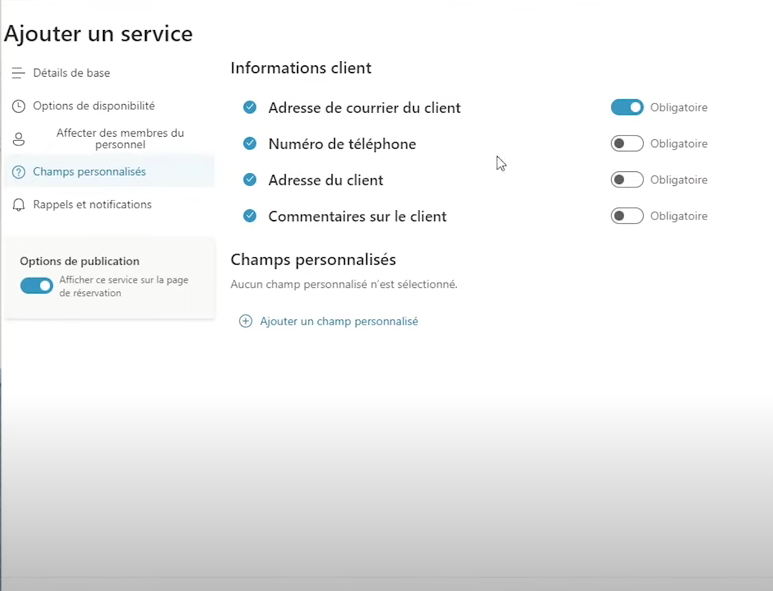 Ajouter un service
Détails de base
Options de disponibilité
Affecter des membres du
personnel
Champs personnalisés
Rappels et notifications
Options de publication
Afficher ce service sur la page
de réservation
Informations client
Adresse de courrier du client
Obligatoire
Numéro de téléphone
Obligatoire
Adresse du client
Obligatoire
Commentaires sur le client
Obligatoire
Champs personnalisés
Aucun champ personnalisé n'est sélectionné.
Ajouter un champ personnalisé